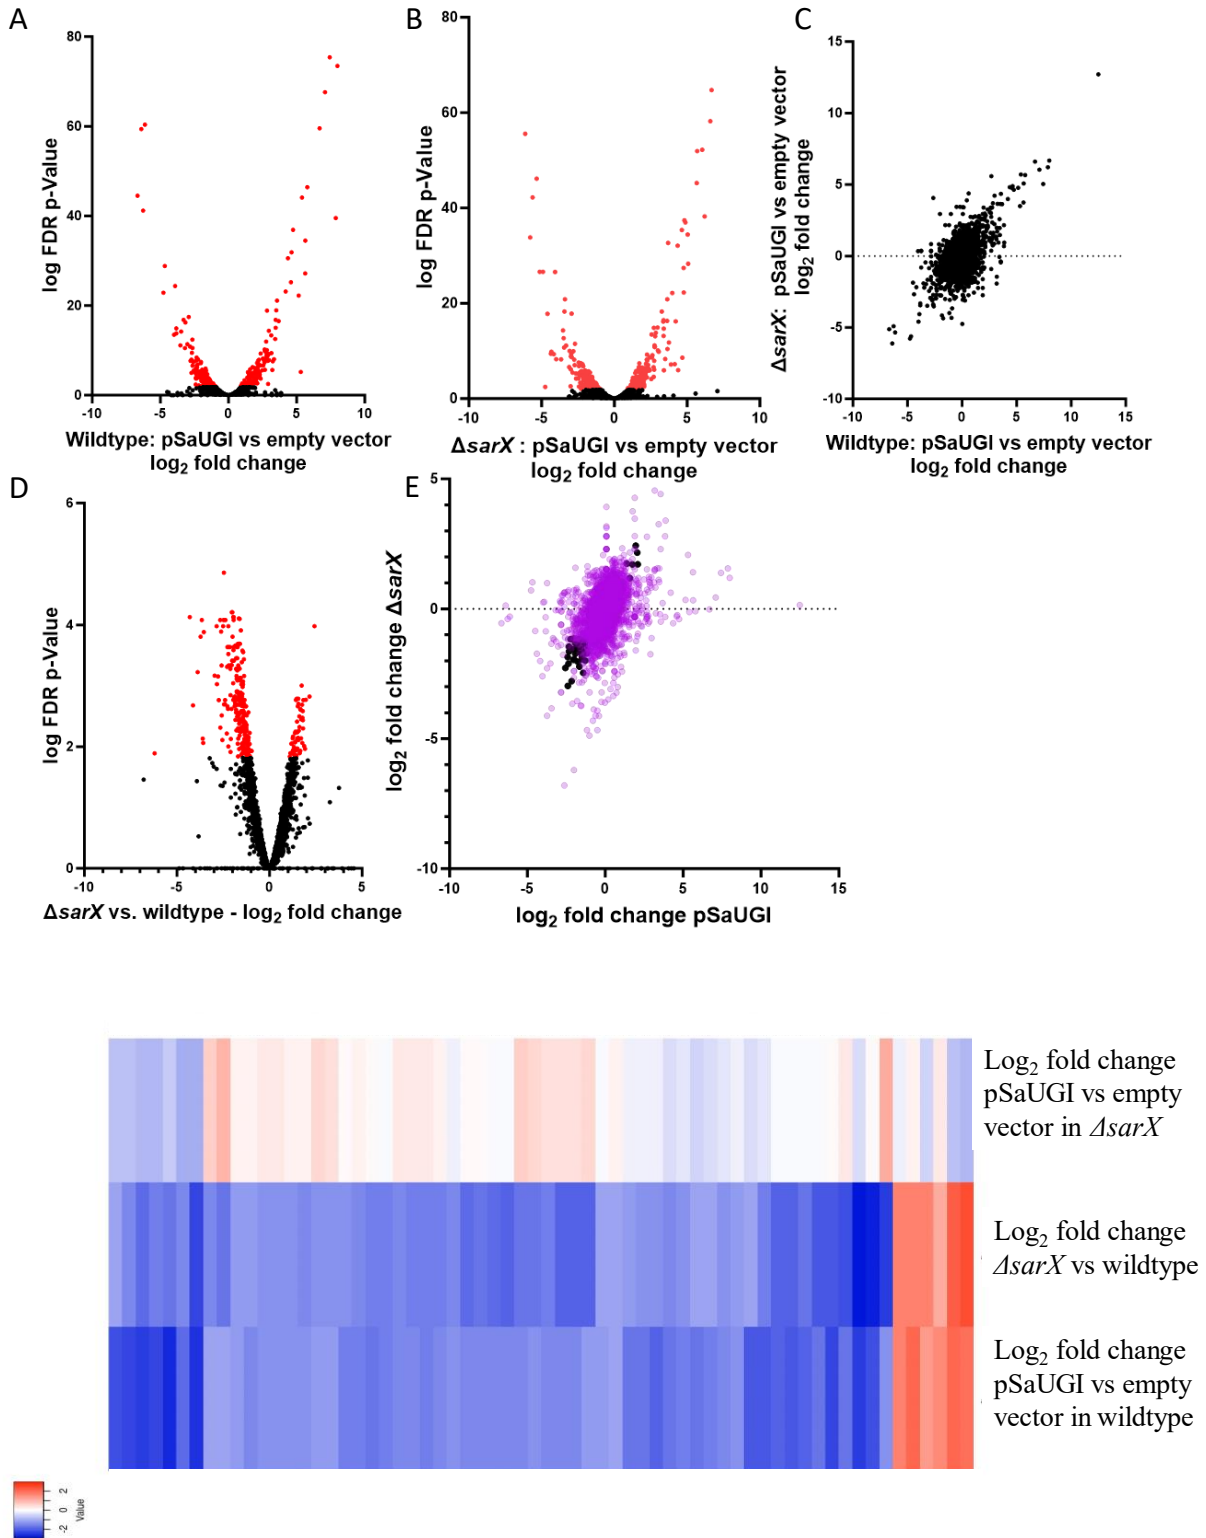 A
80
60
40
20
0
log FDR p-Value
-10
-5
0
5
10
Wildtype: pSaUGI vs empty vector
log2 fold change
B
80
60
40
20
0
log FDR p-Value
-10
-5
0
5
10
ΔsarX : pSaUGI vs empty vector
log2 fold change
C
15
10
5
0
-5
-10
ΔsarX: pSaUGI vs empty vector
log2 fold change
-10
-5
0
5
10
15
Wildtype: pSaUGI vs empty vector
log2 fold change
D
6
4
2
0
log FDR p-Value
-10
-5
0
5
ΔsarX vs. wildtype - log2 fold change
E
5
0
-5
-10
log2 fold change ΔsarX
-10
-5
0
5
10
15
log2 fold change pSaUGI
Log2 fold change
pSaUGI vs empty
vector in ΔsarX
Log2 fold change
ΔsarX vs wildtype
Log2 fold change
pSaUGI vs empty
vector in wildtype
2
0
-2
Value